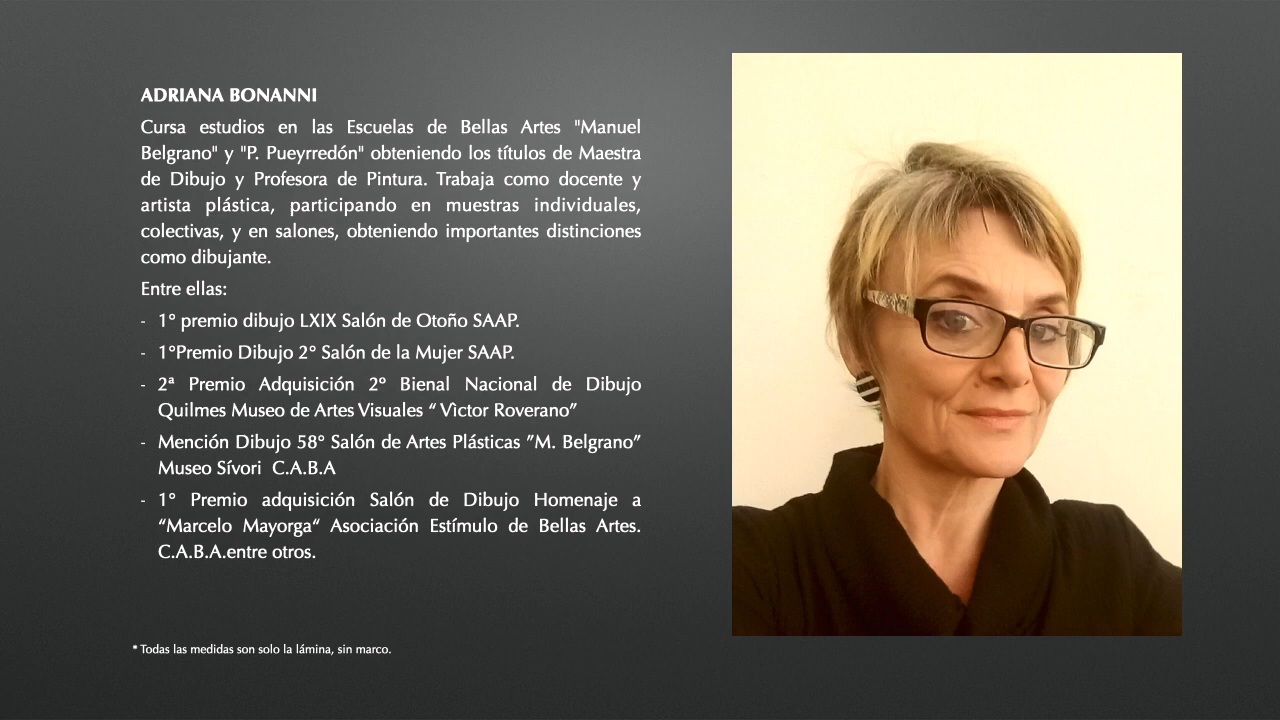 ADRIANA BONANNI
Cursa estudios en las Escuelas de Bellas Artes "Manuel
Belgrano" y "P. Pueyrredón" obteniendo los títulos de Maestra
de Dibujo y Profesora de Pintura. Trabaja como docente y
artista plástica, participando en muestras individuales,
colectivas, y en salones, obteniendo importantes distinciones
como dibujante.
Entre ellas:
- 1° premio dibujo LXIX Salón de Otoño SAAP.
- 1°Premio Dibujo 2° Salón de la Mujer SAAP.
- 2ª Premio Adquisición 2º Bienal Nacional de Dibujo
Quilmes Museo de Artes Visuales “ Vìctor Roverano”
- Mención Dibujo 58° Salón de Artes Plásticas ”M. Belgrano”
Museo Sívori C.A.B.A
- 1° Premio adquisición Salón de Dibujo Homenaje a
“Marcelo Mayorga“ Asociación Estímulo de Bellas Artes.
C.A.B.A.entre otros.
* Todas las medidas son solo la lámina, sin marco.